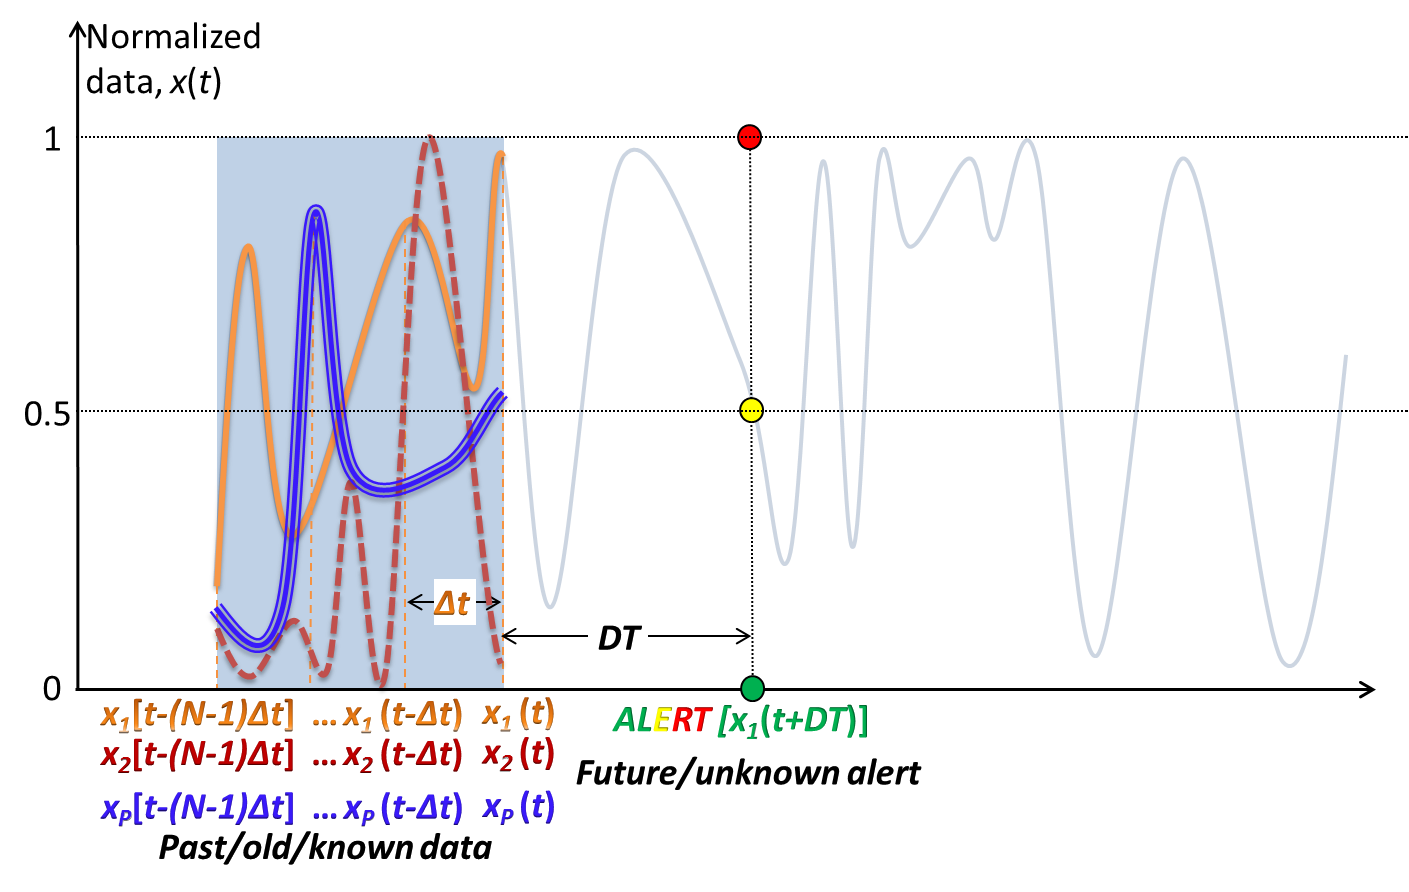 Normalized
data, x(t)
1
0.5
0
Δt
DT
x1[t-(N-1)Δt] ...x1(t-Δt) x1(t)
ALERT [x1(t+DT)]
x2[t-(N-1)Δt] ...x2(t-Δt) x2(t)
Future/unknown alert
xP[t-(N-1)Δt] ...xP(t-Δt) xP(t)
Past/old/known data